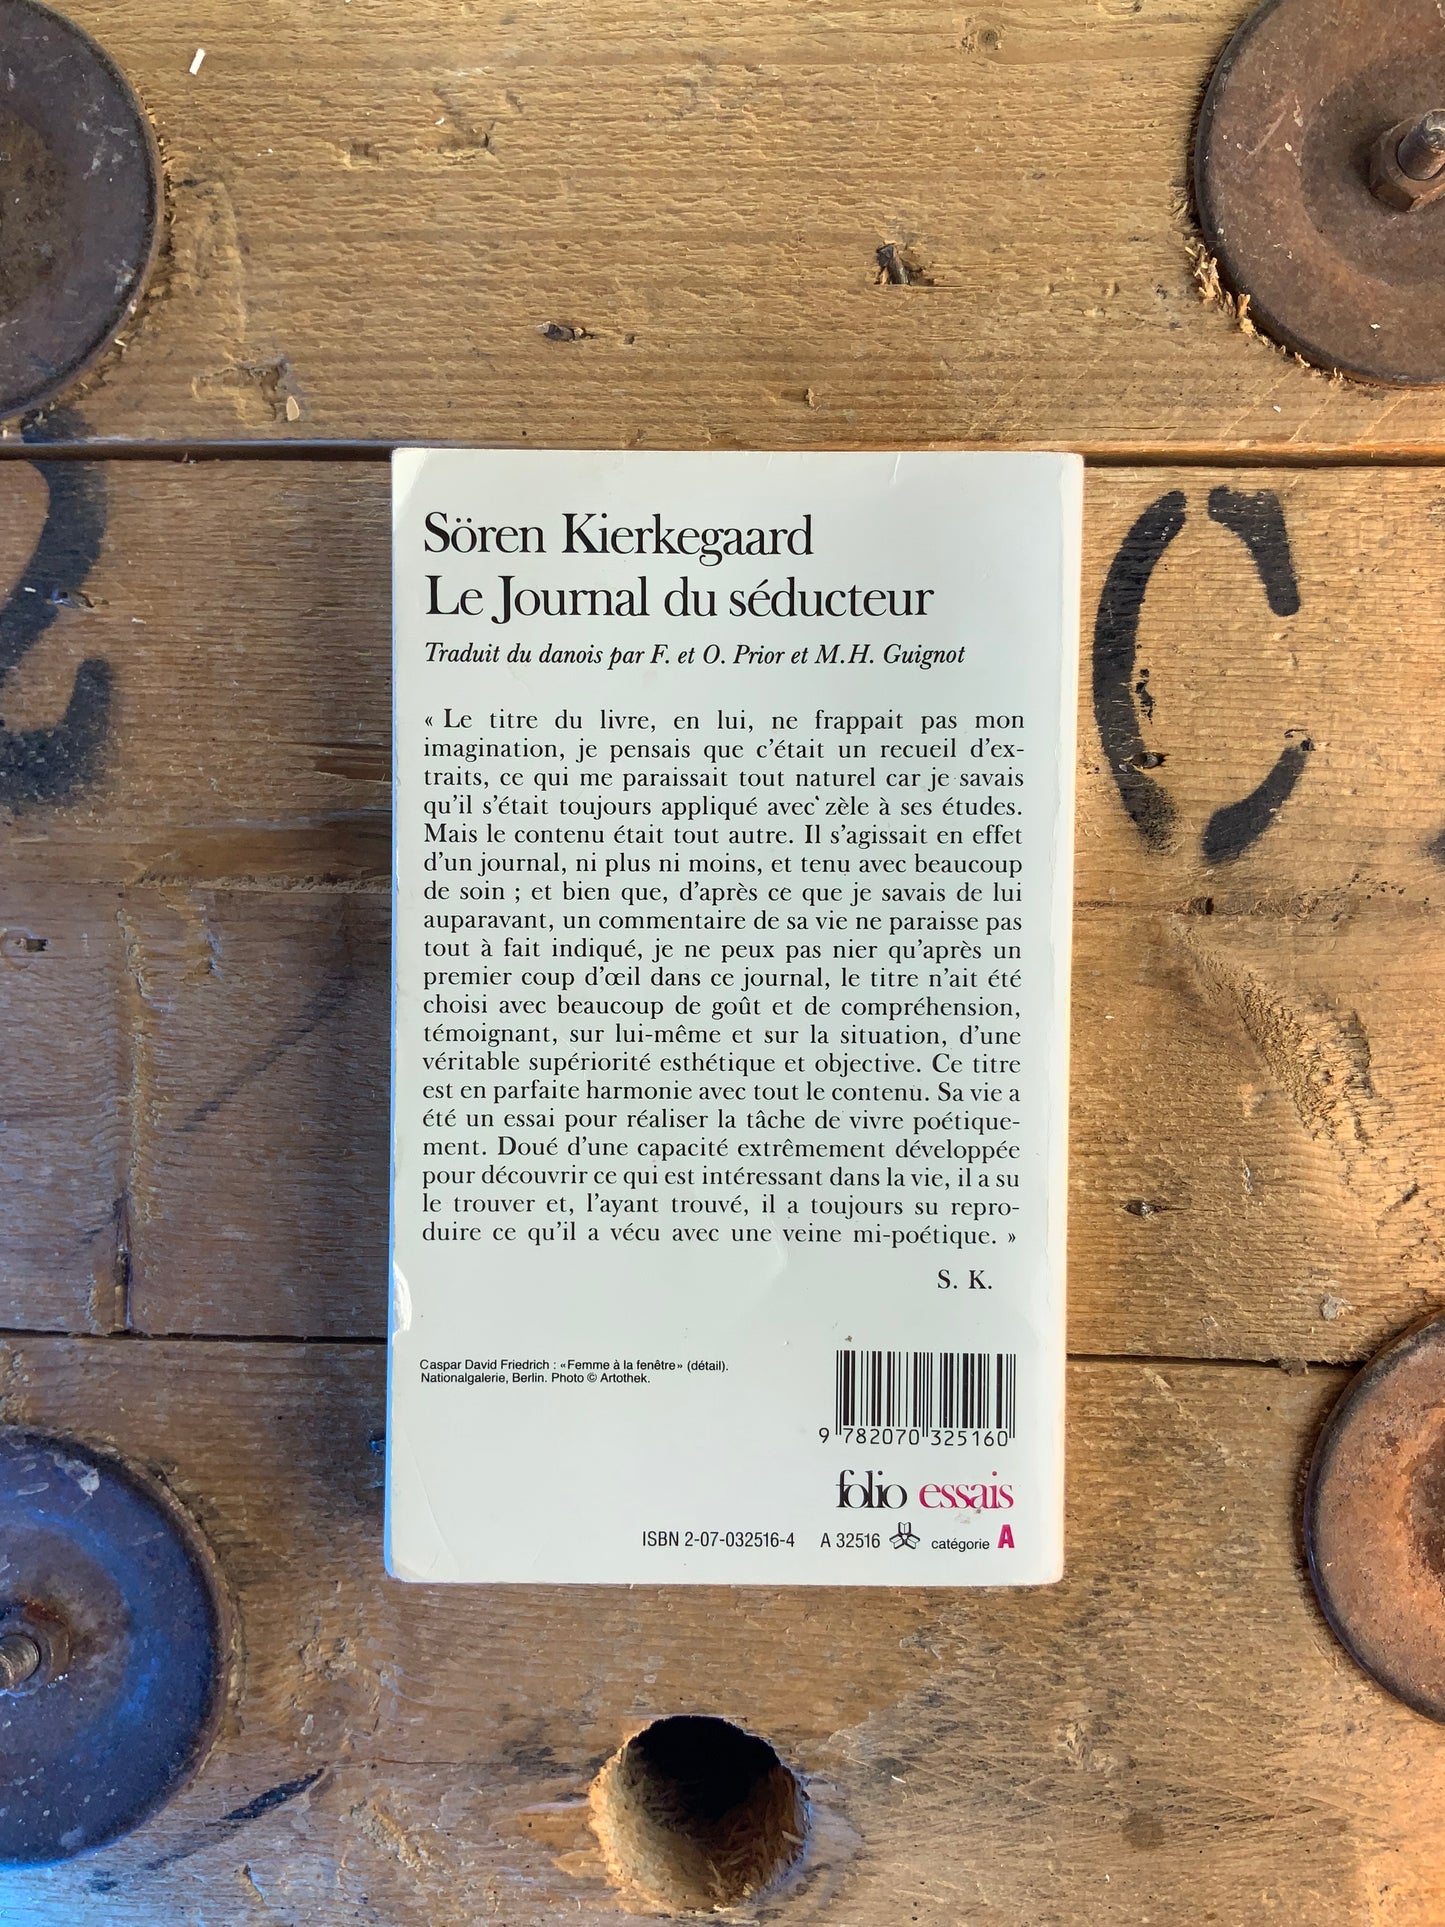 Sören Kierkegaard
Le Journal du séducteur
Traduit du danois par F. et O. Prior et M.H. Guignot
« Le titre du livre, en lui, ne frappait pas mon
imagination, je pensais que c'était un recueil d'ex-
traits, ce qui me paraissait tout naturel car je savais
qu'il s'était toujours appliqué avec zèle à ses études.
Mais le contenu était tout autre. Il s'agissait en effet
d'un journal, ni plus ni moins, et tenu avec beaucoup
de soin ; et bien que, d'après ce que je savais de lui
auparavant, un commentaire de sa vie ne paraisse pas
tout à fait indiqué, je ne peux pas nier qu'après un
premier coup d'œil dans ce journal, le titre n'ait été
choisi avec beaucoup de goût et de compréhension,
témoignant, sur lui-même et sur la situation, d'une
véritable supériorité esthétique et objective. Ce titre
est en parfaite harmonie avec tout le contenu. Sa vie a
été un essai pour réaliser la tâche de vivre poétique-
ment. Doué d'une capacité extrêmement développée
pour découvrir ce qui est intéressant dans la vie, il a su
le trouver et, l'ayant trouvé, il a toujours su repro-
duire ce qu'il a vécu avec une veine mi-poétique. »
S. K.
Caspar David Friedrich : «Femme à la fenêtre» (détail).
Nationalgalerie, Berlin. Photo © Artothek.
9 782070 325160
folio essais
ISBN 2-07-032516-4 A 32516 catégorie A
C